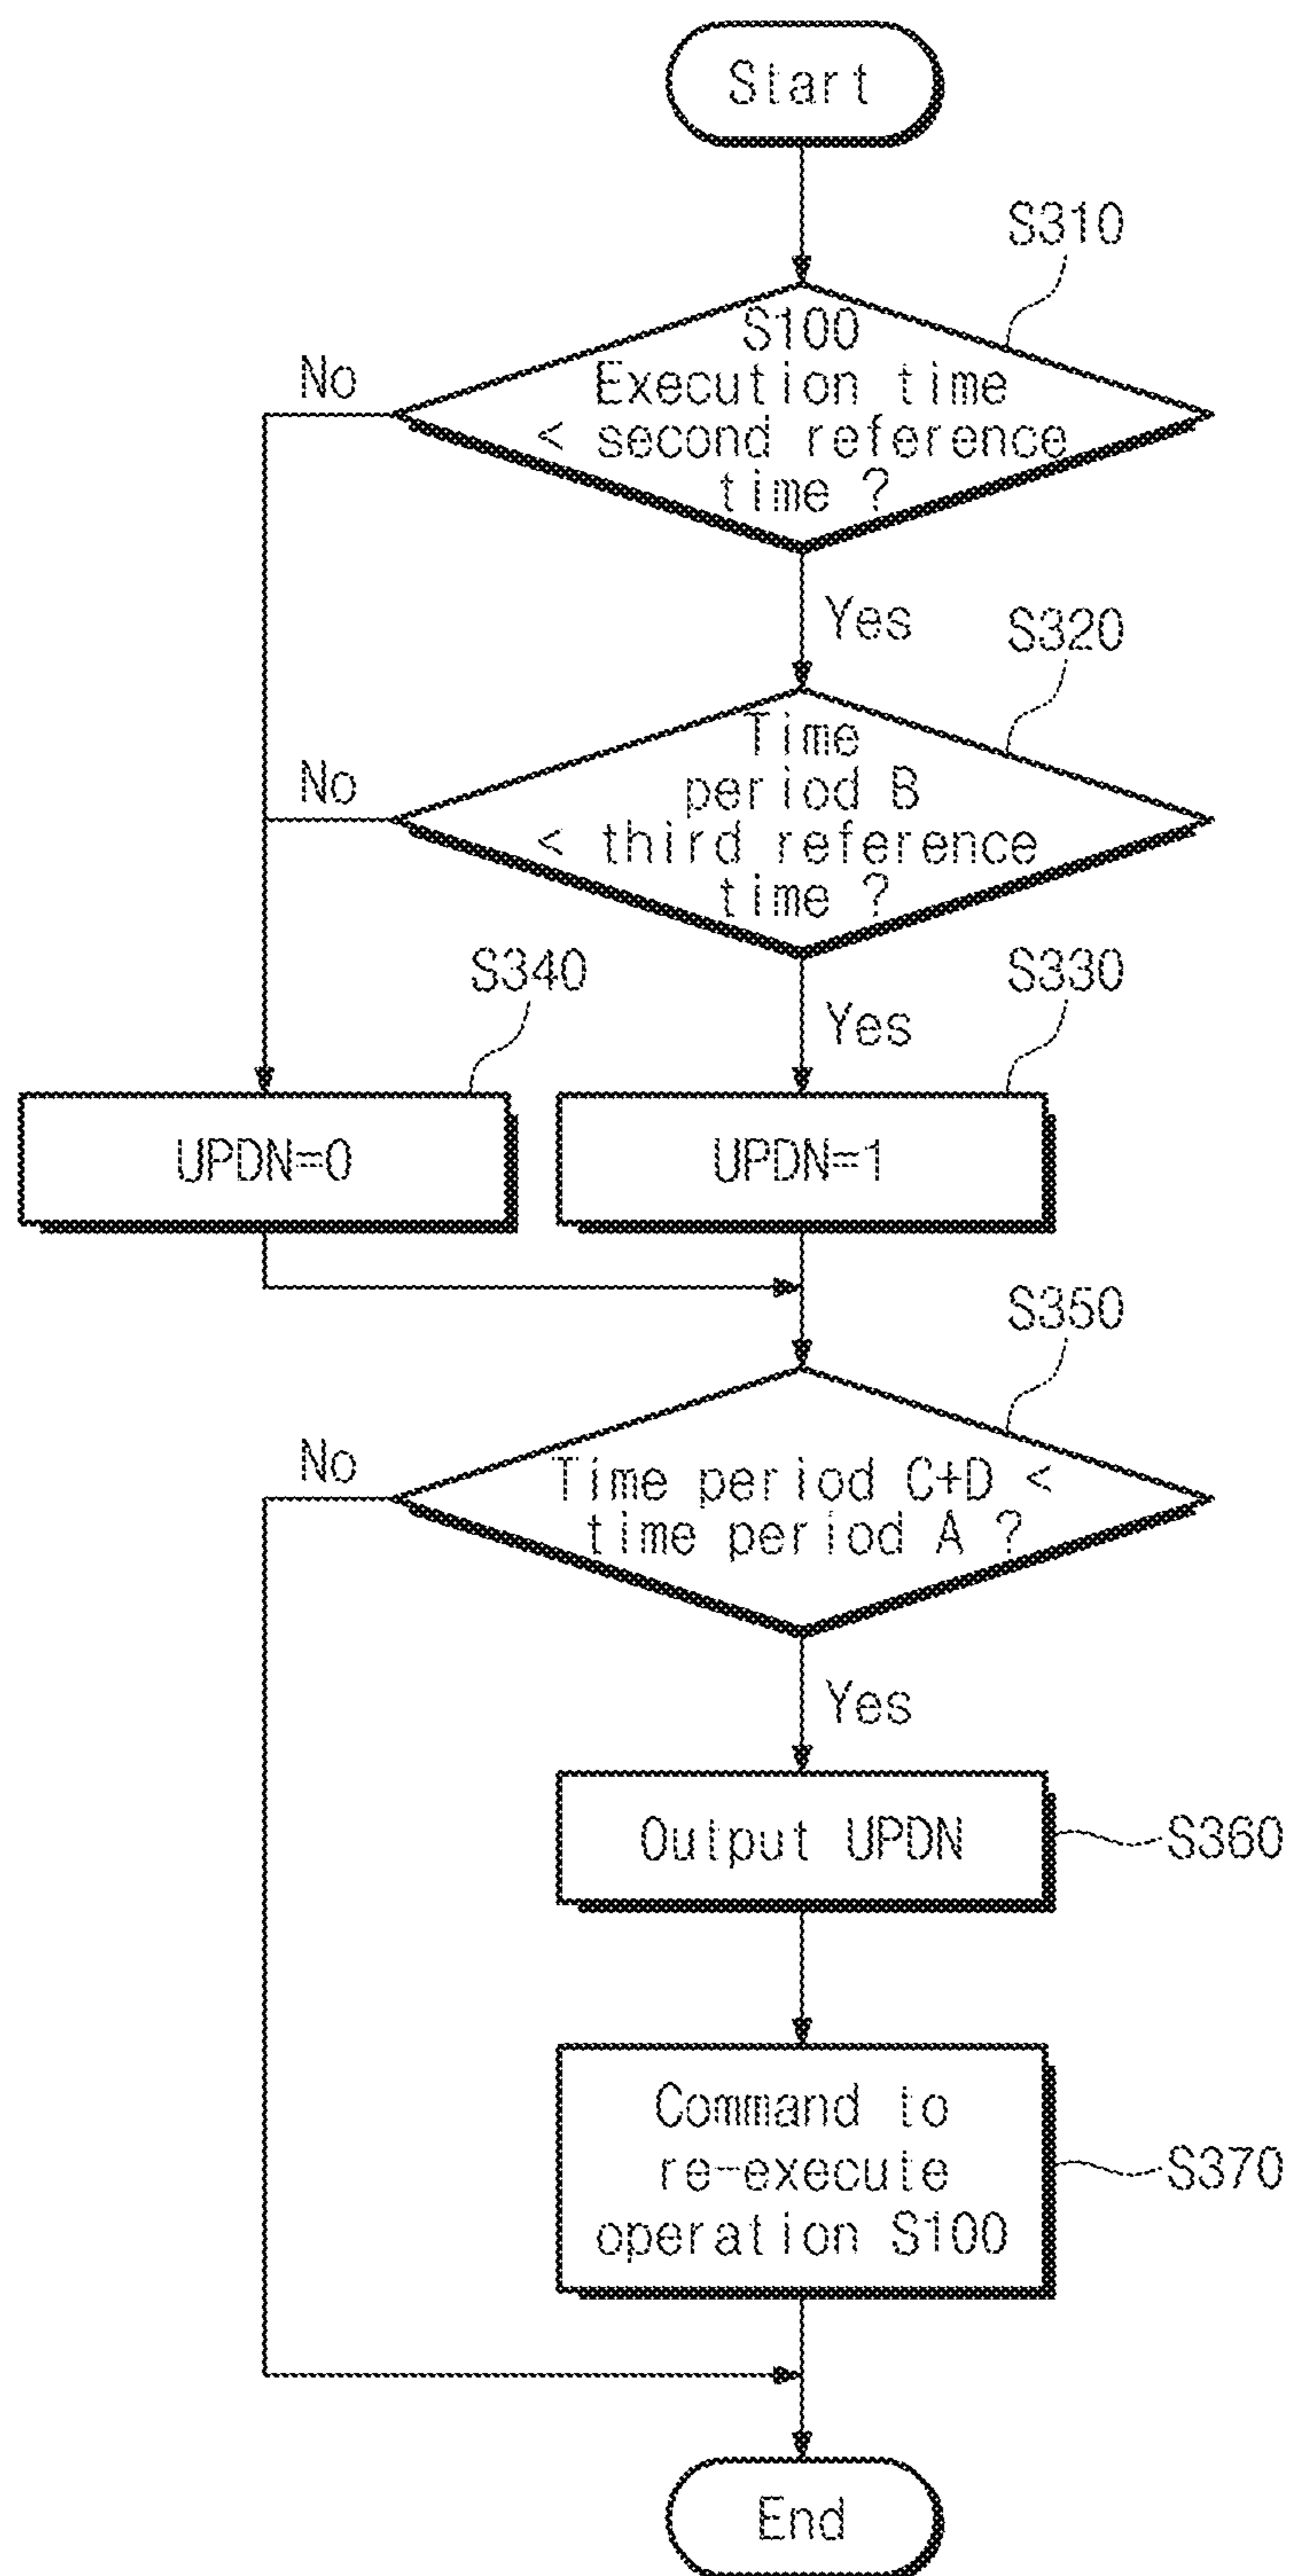 Start
S310
S100
Execution time
< second reference
time ?
No
Yes
S320
Time
period B
< third reference
time ?
No
Yes
S340
S330
UPDN=0
UPDN=1
S350
Time period C+D <
time period A ?
No
Yes
Output UPDN
S360
Command to
re-execute
operation S100
S370
End